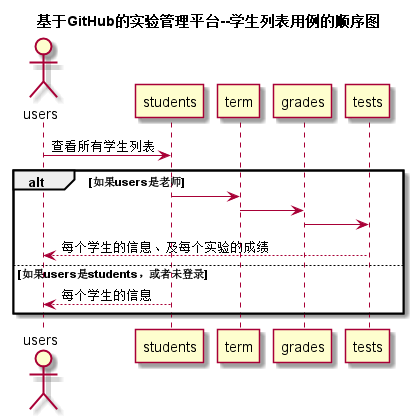 基于GitHub的实验管理平台--学生列表用例的顺序图
users
students term grades tests
查看所有学生列表
alt [如果users是老师]
每个学生的信息、及每个实验的成绩
[如果users是students，或者未登录]
每个学生的信息
users
students term grades tests